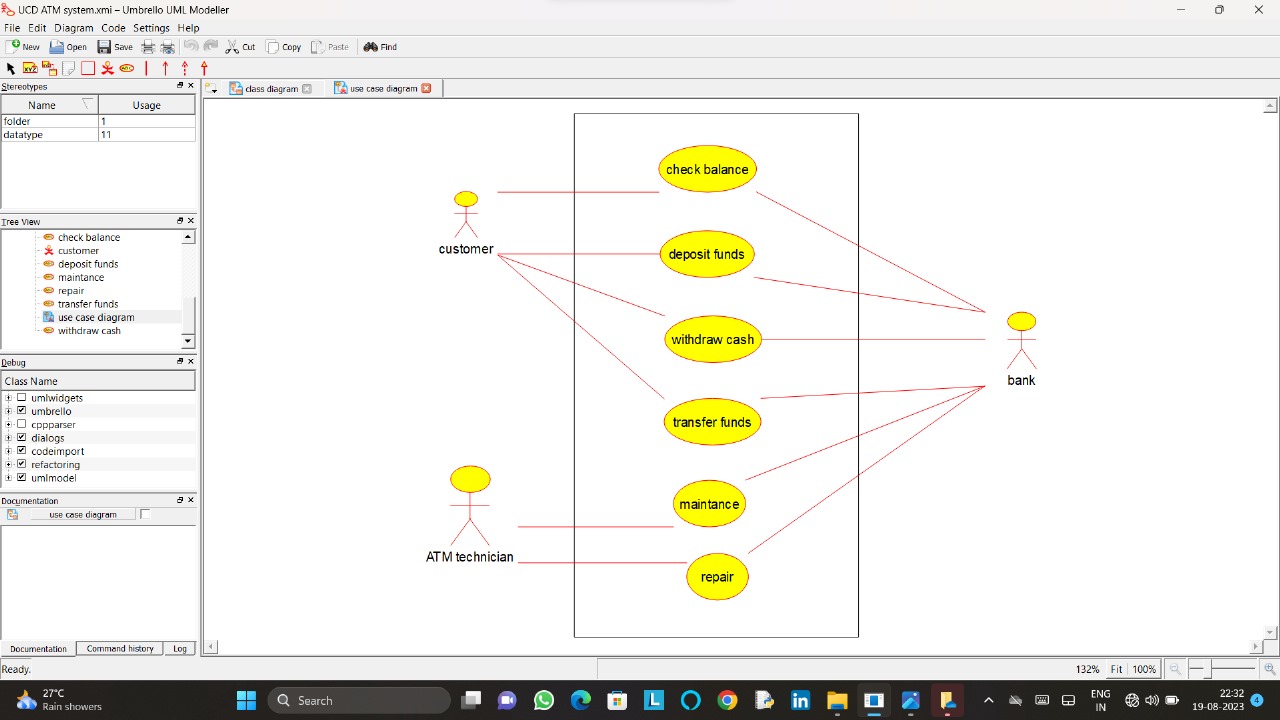 UCD ATM system.xmi – Umbrello UML Modeller
File Edit Diagram Code Settings Help
New Open Save Cut Copy Paste Find
Stereotypes
Name Usage
folder 1
datatype 11
Tree View
check balance
customer
deposit funds
maintance
repair
transfer funds
use case diagram
withdraw cash
Debug
Class Name
umlwidgets
umbrello
cppparser
dialogs
codeimport
refactoring
umlmodel
Documentation
use case diagram
Documentation Command history Log
class diagram use case diagram
check balance
customer
deposit funds
withdraw cash
bank
transfer funds
maintance
ATM technician
repair
Ready.
132% Fit 100%
27°C
Rain showers
Search
ENG
IN
22:32
19-08-2023
4